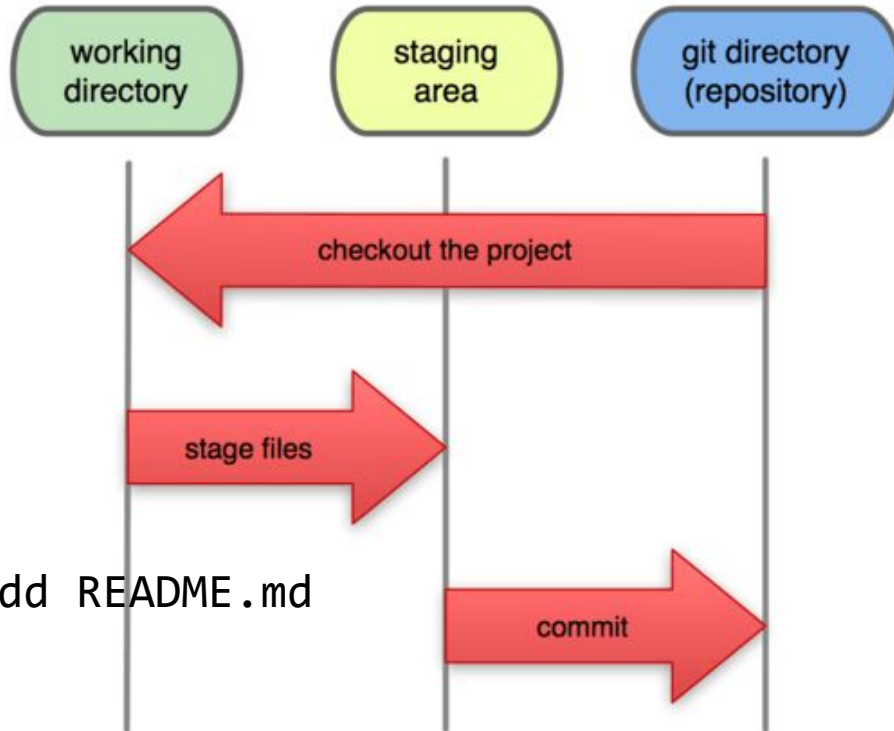 working
directory
staging
area
git directory
(repository)
checkout the project
stage files
dd README.md
commit